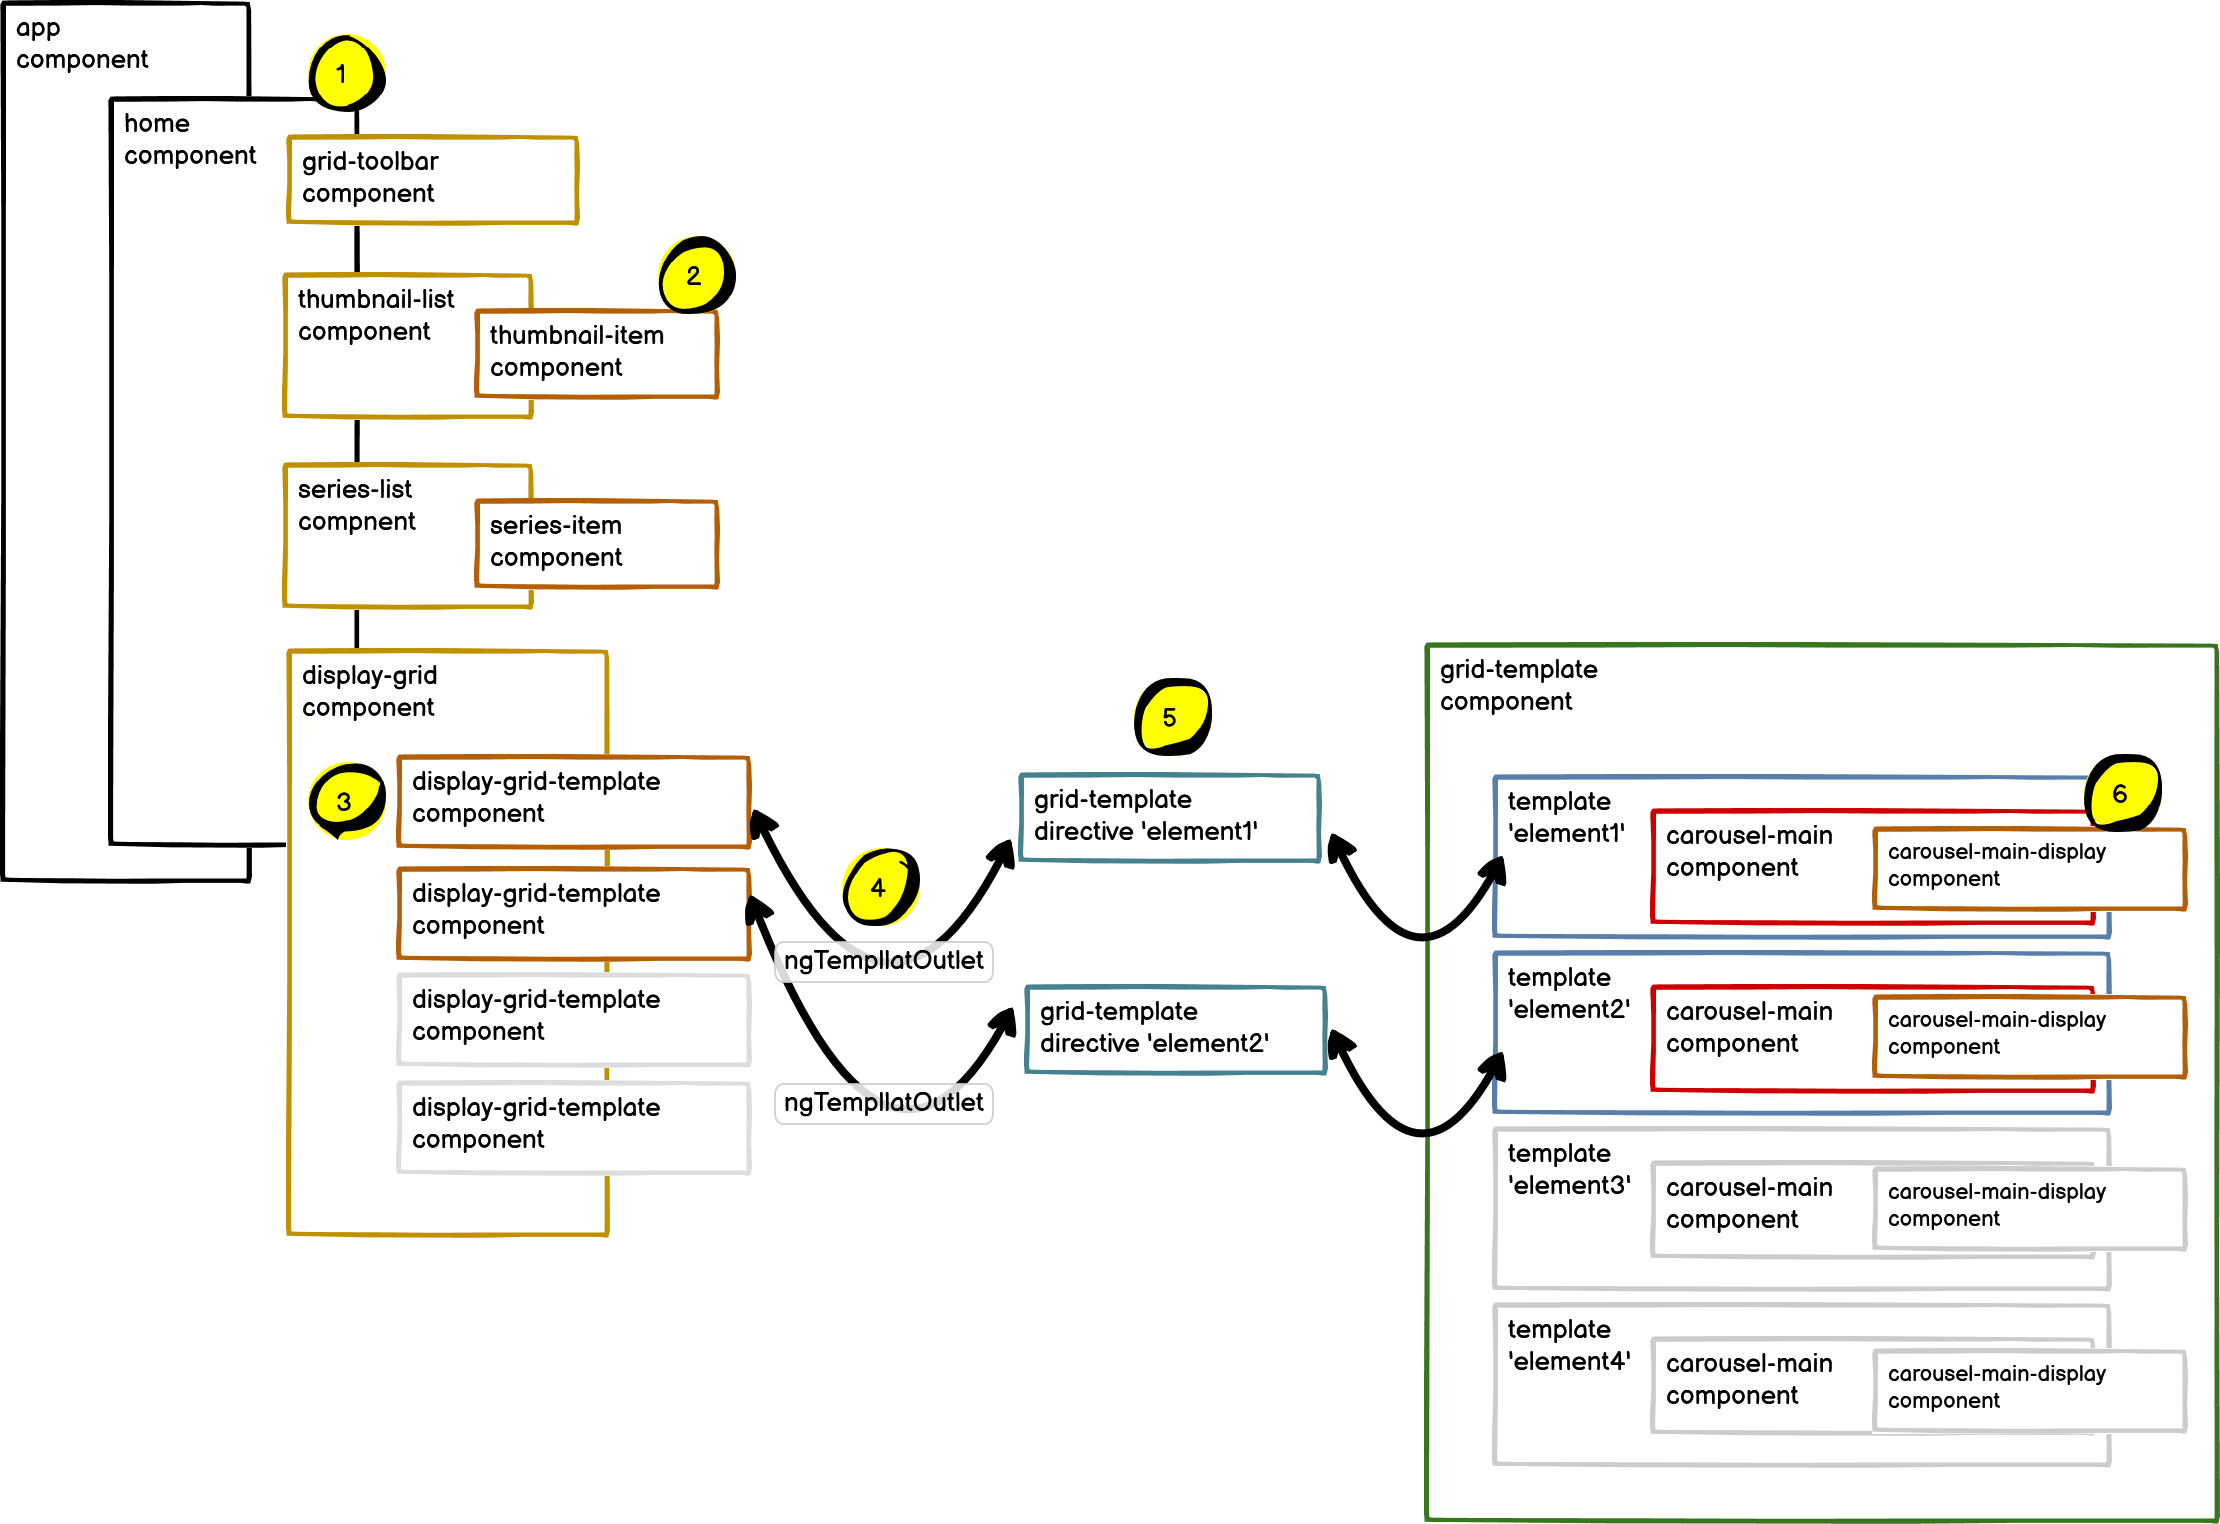 app
component
1
home
component
grid-toolbar
component
2
thumbnail-list
component
thumbnail-item
component
series-list
compnent
series-item
component
display-grid
component
3
display-grid-template
component
display-grid-template
component
display-grid-template
component
display-grid-template
component
4
ngTempllatOutlet
ngTempllatOutlet
5
grid-template
directive 'element1'
grid-template
directive 'element2'
grid-template
component
6
template
'element1'
carousel-main
component
carousel-main-display
component
template
'element2'
carousel-main
component
carousel-main-display
component
template
'element3'
carousel-main
component
carousel-main-display
component
template
'element4'
carousel-main
component
carousel-main-display
component